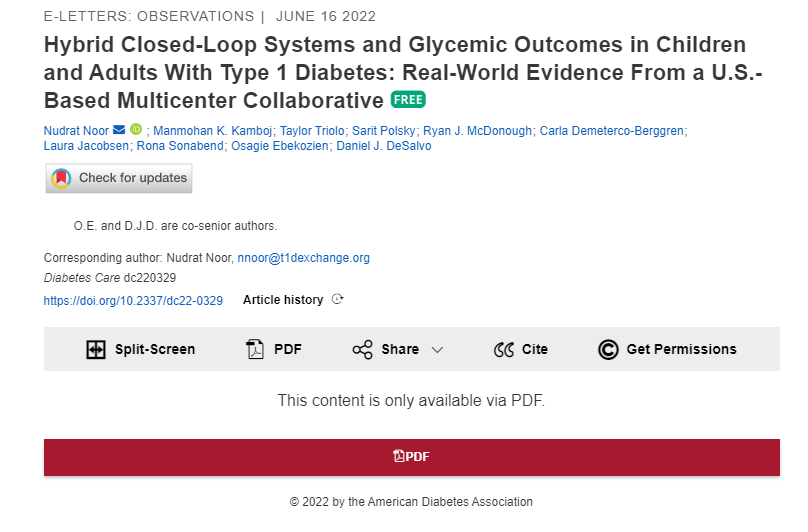 E-LETTERS: OBSERVATIONS | JUNE 16 2022
Hybrid Closed-Loop Systems and Glycemic Outcomes in Children
and Adults With Type 1 Diabetes: Real-World Evidence From a U.S.-
Based Multicenter Collaborative FREE
Nudrat Noor iD ; Manmohan K. Kamboj; Taylor Triolo; Sarit Polsky; Ryan J. McDonough; Carla Demeterco-Berggren;
Laura Jacobsen; Rona Sonabend; Osagie Ebekozien; Daniel J. DeSalvo
Check for updates
O.E. and D.J.D. are co-senior authors.
Corresponding author: Nudrat Noor, nnoor@t1dexchange.org
Diabetes Care dc220329
https://doi.org/10.2337/dc22-0329 Article history
Split-Screen PDF Share Cite Get Permissions
This content is only available via PDF.
PDF
© 2022 by the American Diabetes Association